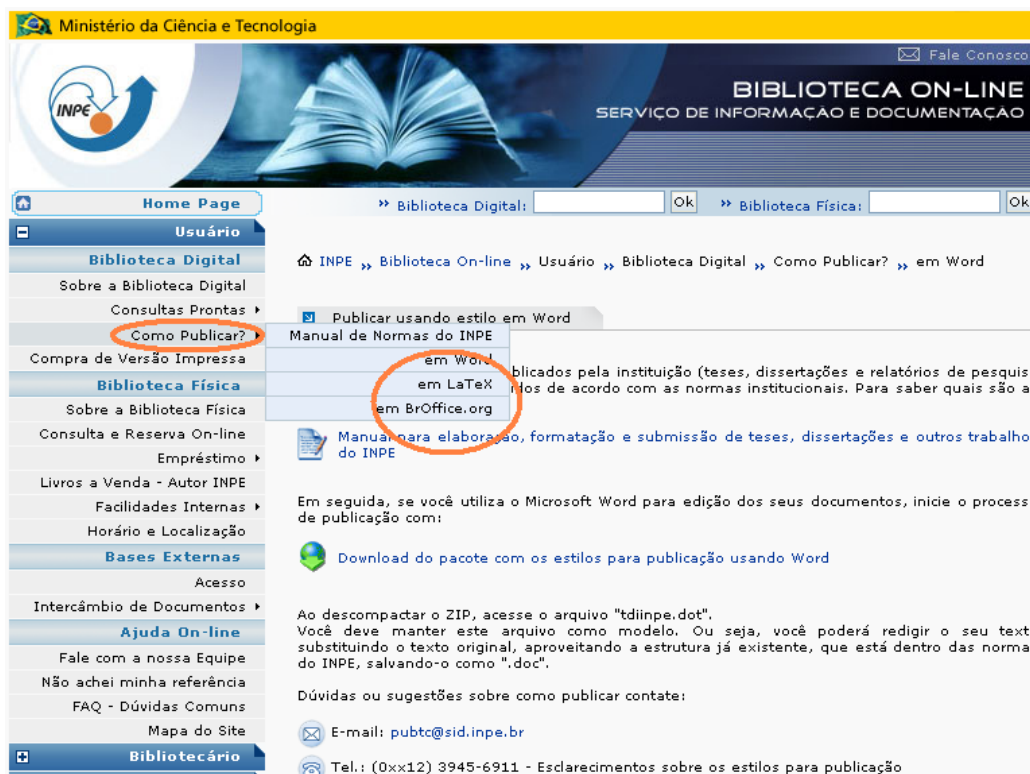 Ministério da Ciência e Tecnologia
Fale Conosco
INPE
BIBLIOTECA ON-LINE
SERVIÇO DE INFORMAÇÃO E DOCUMENTAÇÃO
Home Page
Biblioteca Digital:
Ok
Biblioteca Física:
Ok
Usuário
Biblioteca Digital
Sobre a Biblioteca Digital
Consultas Prontas
Como Publicar?
Compra de Versão Impressa
Biblioteca Física
Sobre a Biblioteca Física
Consulta e Reserva On-line
Empréstimo
Livros a Venda - Autor INPE
Facilidades Internas
Horário e Localização
Bases Externas
Acesso
Intercâmbio de Documentos
Ajuda On-line
Fale com a nossa Equipe
Não achei minha referência
FAQ - Dúvidas Comuns
Mapa do Site
Bibliotecário
Manual de Normas do INPE
em Word
em LaTeX
em BrOffice.org
INPE ,, Biblioteca On-line ,, Usuário ,, Biblioteca Digital ,, Como Publicar? ,, em Word
Publicar usando estilo em Word
blicados pela instituição (teses, dissertações e relatórios de pesquis
dos de acordo com as normas institucionais. Para saber quais são a
Manual para elaboração, formatação e submissão de teses, dissertações e outros trabalho
do INPE
Em seguida, se você utiliza o Microsoft Word para edição dos seus documentos, inicie o process
de publicação com:
Download do pacote com os estilos para publicação usando Word
Ao descompactar o ZIP, acesse o arquivo "tdiinpe.dot".
Você deve manter este arquivo como modelo. Ou seja, você poderá redigir o seu text
substituindo o texto original, aproveitando a estrutura já existente, que está dentro das norma
do INPE, salvando-o como ".doc".
Dúvidas ou sugestões sobre como publicar contate:
E-mail: pubtc@sid.inpe.br
Tel.: (0xx12) 3945-6911 - Esclarecimentos sobre os estilos para publicação